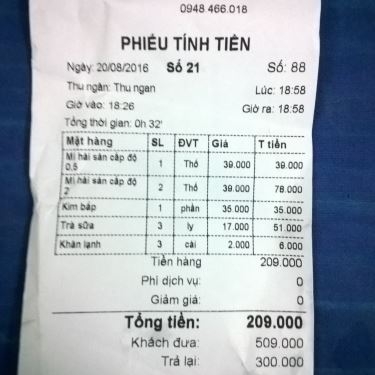 0948.466.018
PHIẾU TÍNH TIỀN
Ngày: 20/08/2016 Số 21 Số: 88
Thu ngân: Thu ngan Lúc: 18:58
Giờ vào: 18:26 Giờ ra: 18:58
Tổng thời gian: 0h 32'
Mặt hàng SL ĐVT Giá T tiền
Mì hải sản cấp độ
0,5 1 Thố 39.000 39.000
Mì hải sản cấp độ
2 2 Thố 39.000 78.000
Kim bắp 1 phần 35.000 35.000
Trà sữa 3 ly 17.000 51.000
Khăn lạnh 3 cái 2.000 6.000
Tiền hàng 209.000
Phí dịch vụ: 0
Giảm giá: 0
Tổng tiền: 209.000
Khách đưa: 509.000
Trả lại: 300.000